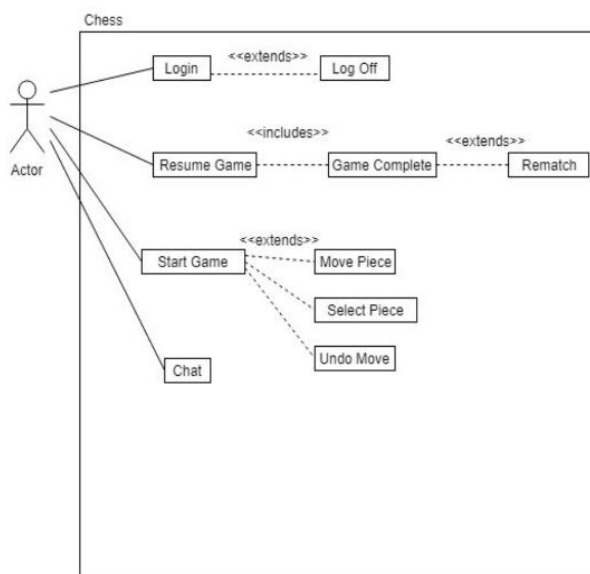 Chess
<<extends>>
Login
Log Off
Actor
<<includes>>
<<extends>>
Resume Game
Game Complete
Rematch
<<extends>>
Start Game
Move Piece
Select Piece
Undo Move
Chat